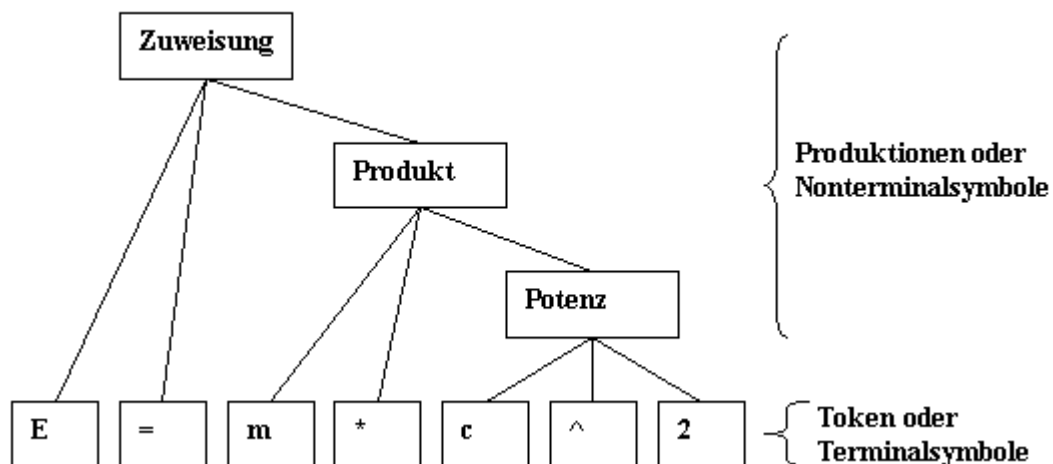 Zuweisung
Produkt
Produktionen oder
Nonterminalsymbole
Potenz
E = m * c ^ 2
Token oder
Terminalsymbole